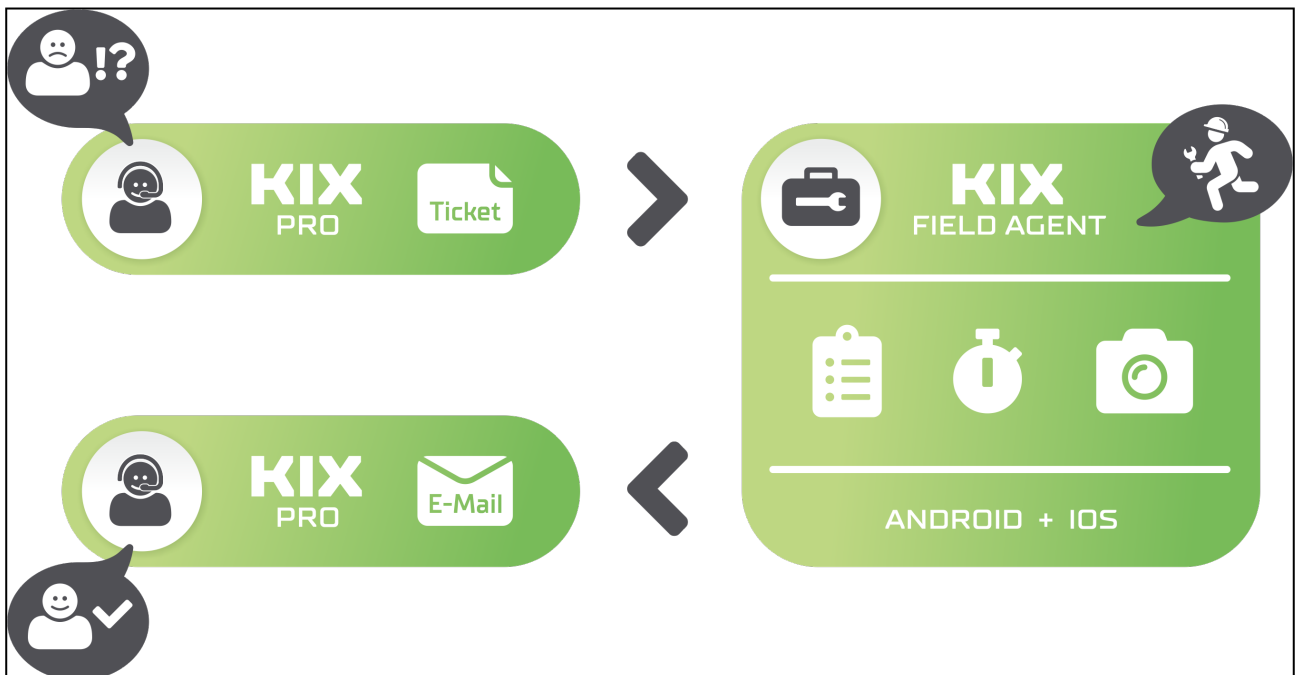 !?
KIX
PRO
Ticket
KIX
FIELD AGENT
KIX
PRO
E-Mail
ANDROID + IOS